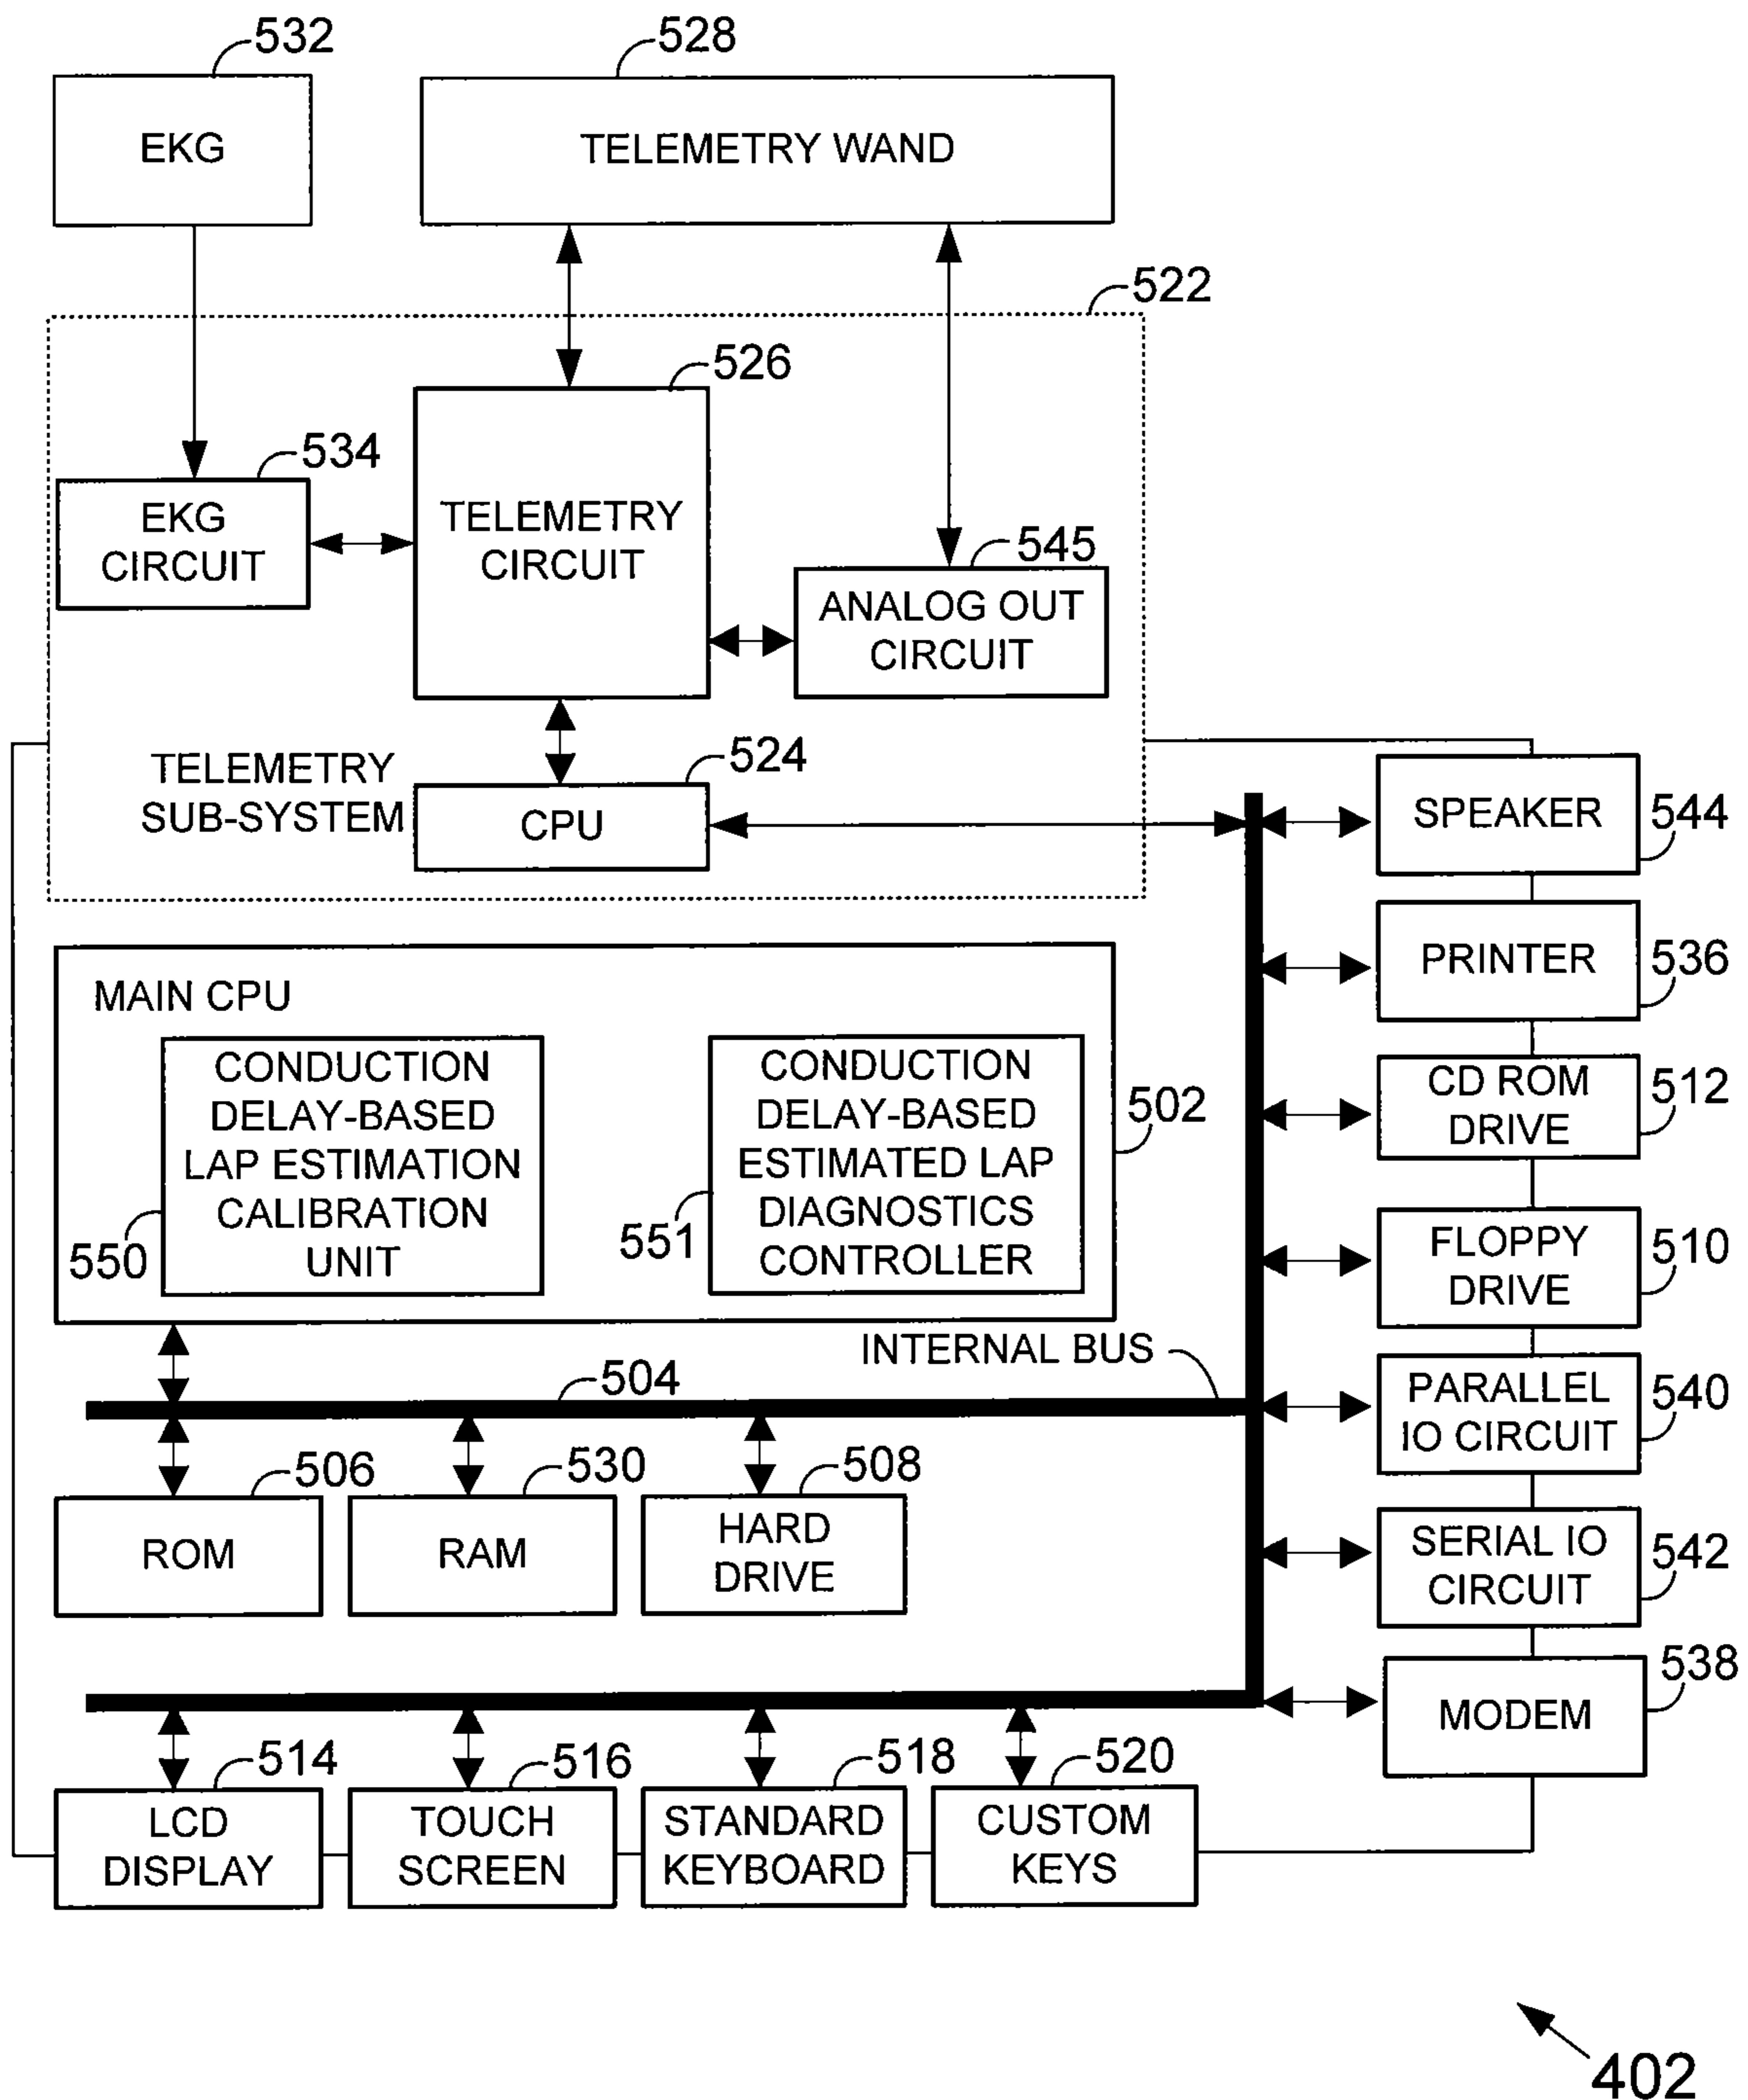 532
528
EKG
TELEMETRY WAND
522
526
534
EKG
CIRCUIT
TELEMETRY
CIRCUIT
545
ANALOG OUT
CIRCUIT
TELEMETRY
SUB-SYSTEM
524
CPU
SPEAKER
544
PRINTER
536
MAIN CPU
CONDUCTION
DELAY-BASED
LAP ESTIMATION
CALIBRATION
UNIT
550
CONDUCTION
DELAY-BASED
ESTIMATED LAP
DIAGNOSTICS
CONTROLLER
551
502
CD ROM
DRIVE
512
FLOPPY
DRIVE
510
INTERNAL BUS
504
PARALLEL
IO CIRCUIT
540
506
530
508
ROM
RAM
HARD
DRIVE
SERIAL IO
CIRCUIT
542
538
MODEM
514
516
518
520
LCD
DISPLAY
TOUCH
SCREEN
STANDARD
KEYBOARD
CUSTOM
KEYS
402